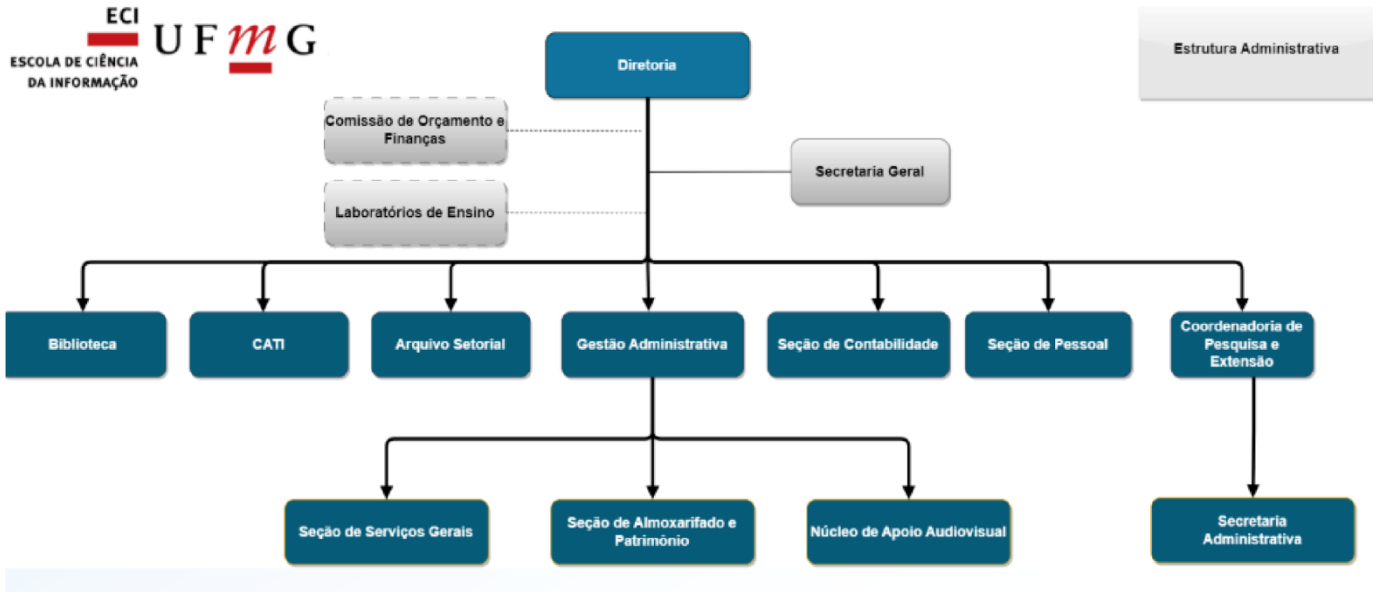 ECI
ESCOLA DE CIÊNCIA
DA INFORMAÇÃO
UFmG
Diretoria
Estrutura Administrativa
Comissão de Orçamento e
Finanças
Secretaria Geral
Laboratórios de Ensino
Biblioteca
CATI
Arquivo Setorial
Gestão Administrativa
Seção de Contabilidade
Seção de Pessoal
Coordenadoria de
Pesquisa e
Extensão
Seção de Serviços Gerais
Seção de Almoxarifado e
Patrimônio
Núcleo de Apoio Audiovisual
Secretaria
Administrativa